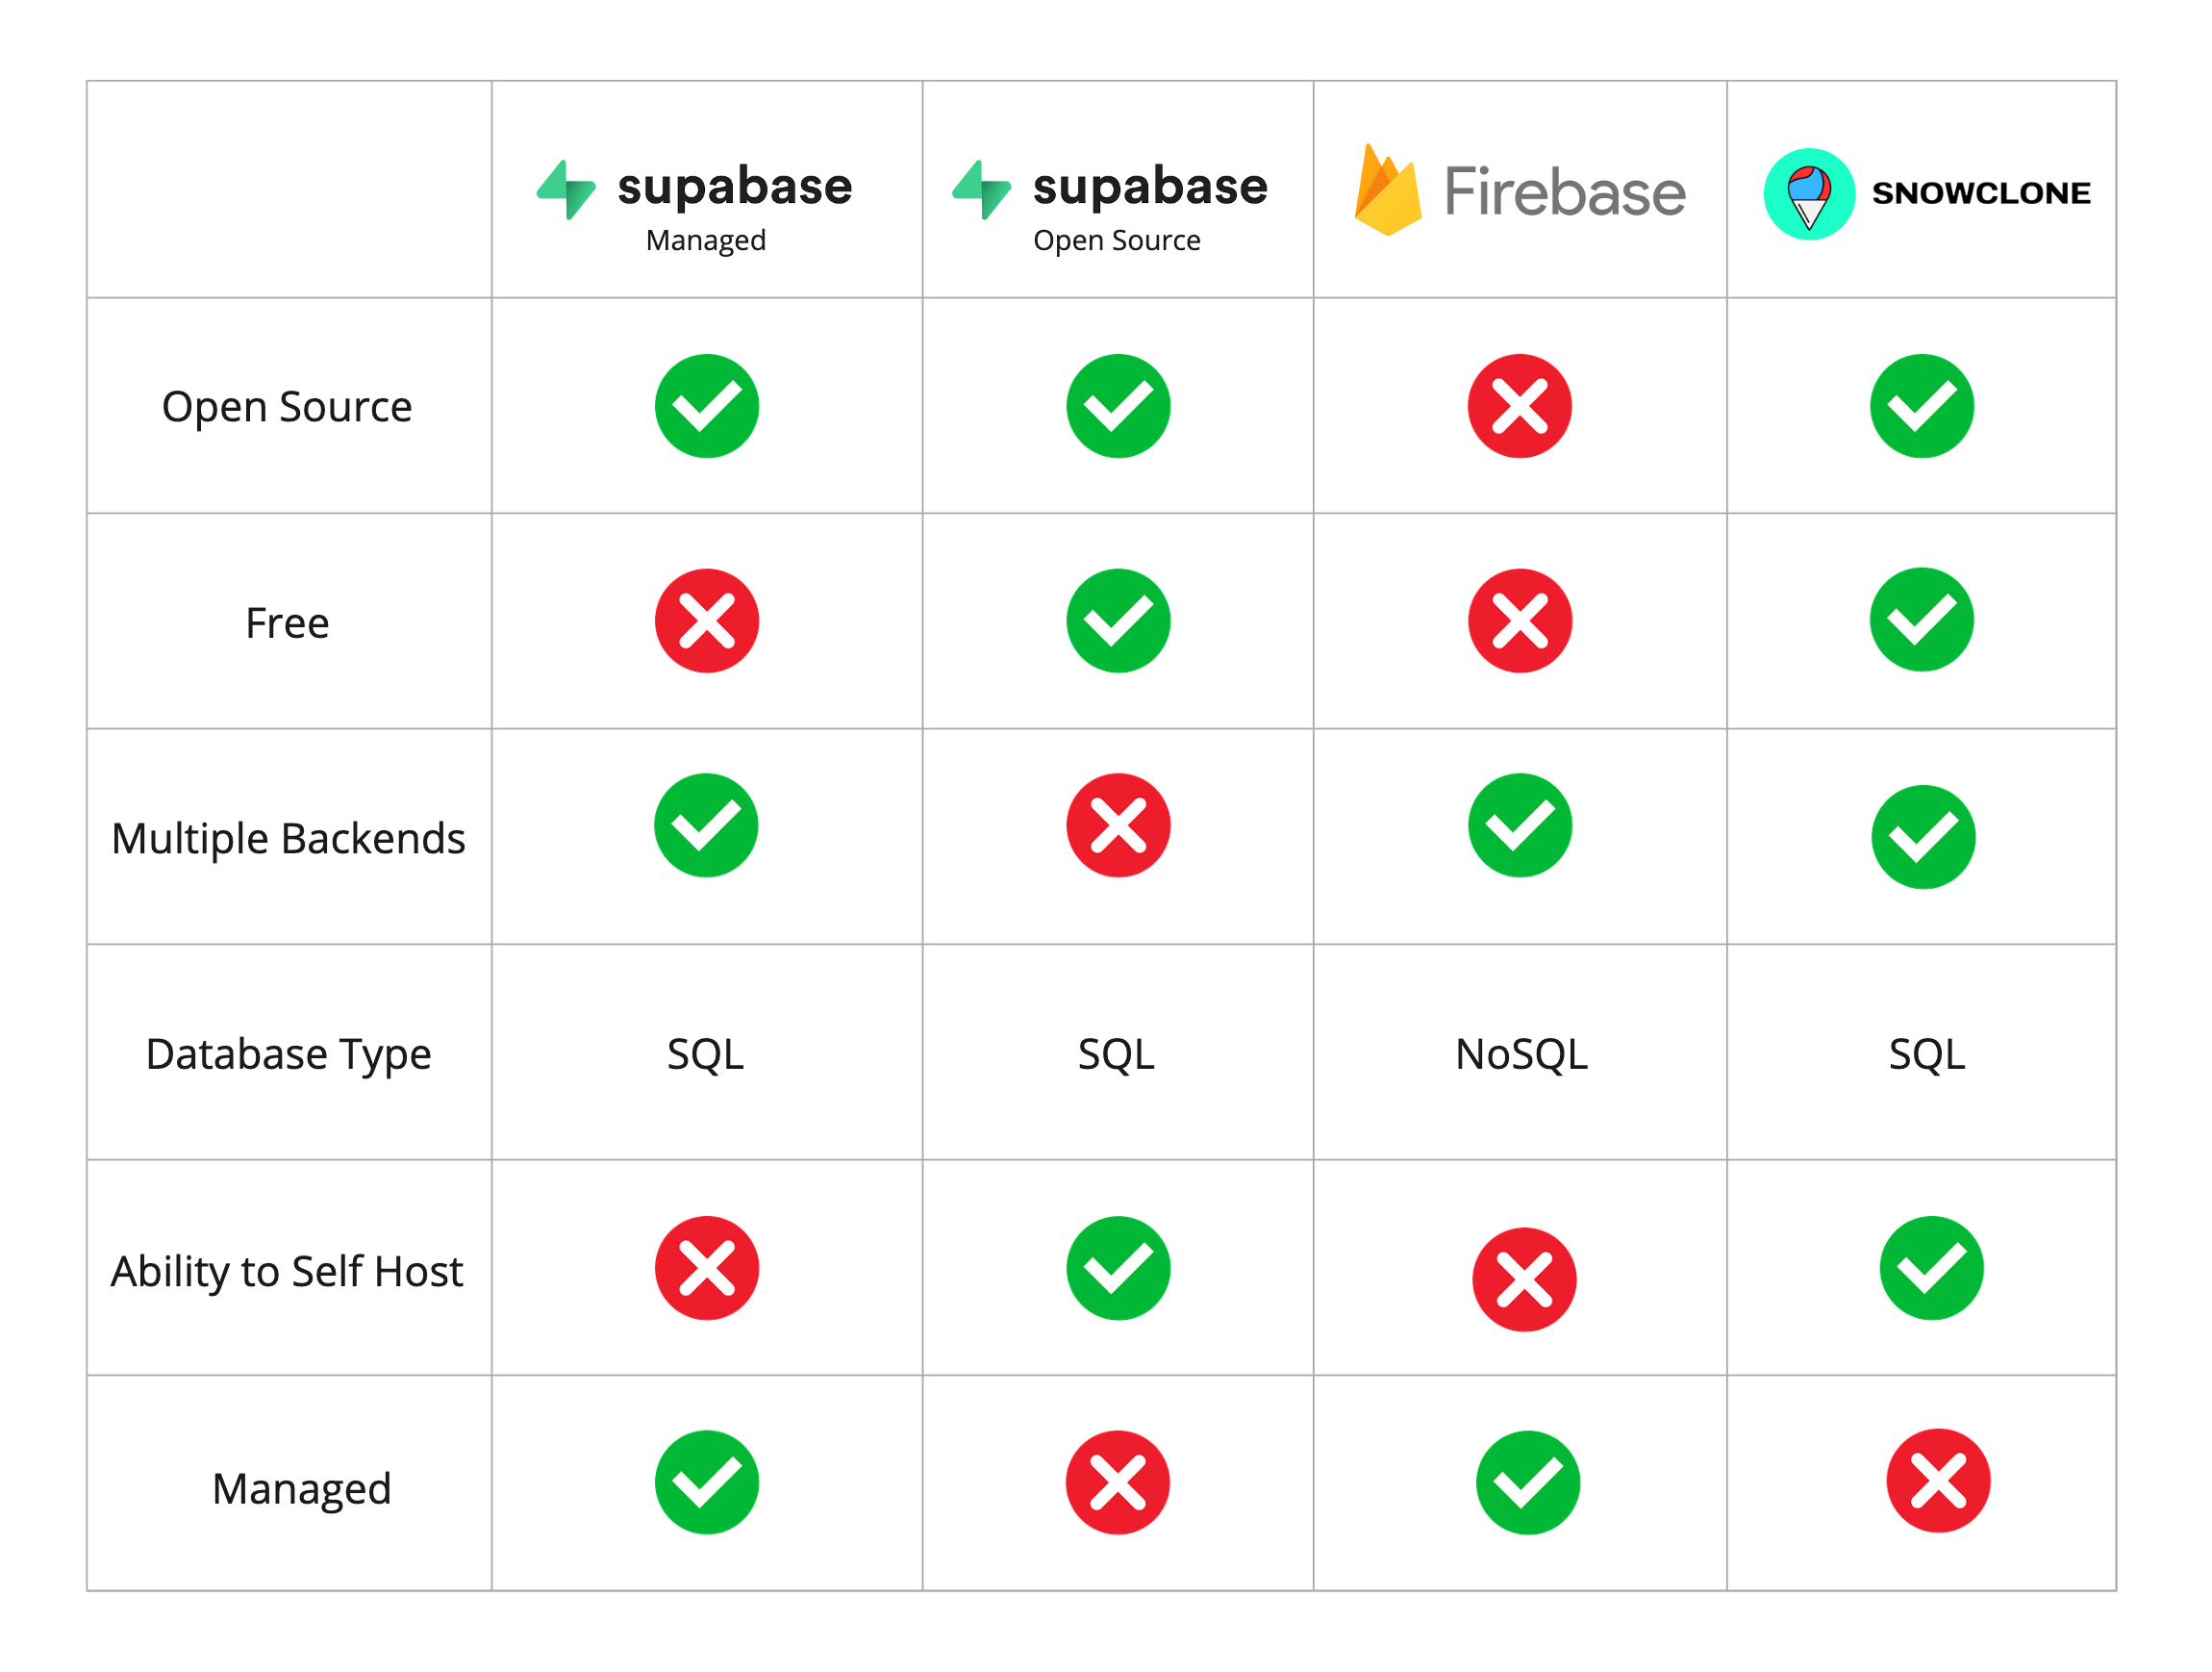 supabase
Managed
supabase
Open Source
Firebase
SNOWCLONE
Open Source
Free
Multiple Backends
Database Type
SQL
SQL
NoSQL
SQL
Ability to Self Host
Managed